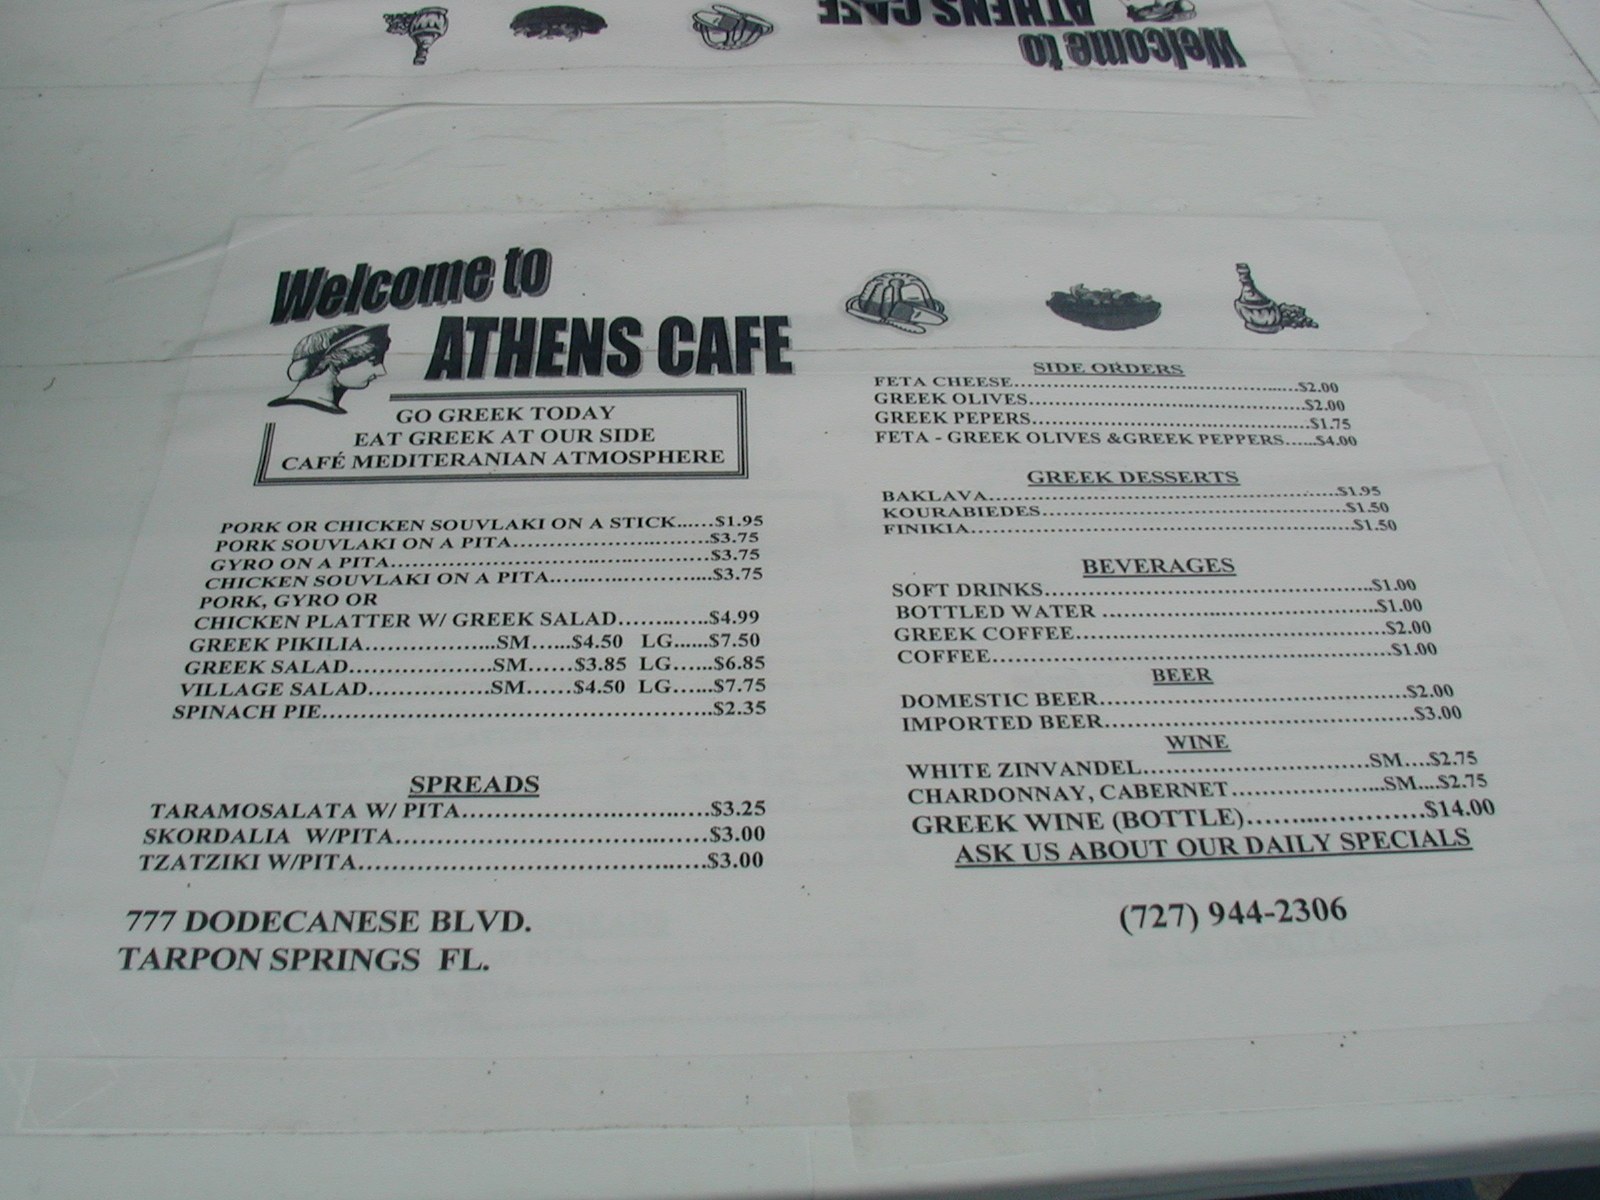 Welcome to
ATHENS CAFE
Welcome to
ATHENS CAFE
GO GREEK TODAY
EAT GREEK AT OUR SIDE
CAFÉ MEDITERANIAN ATMOSPHERE
PORK OR CHICKEN SOUVLAKI ON A STICK......$1.95
PORK SOUVLAKI ON A PITA..............................$3.75
GYRO ON A PITA................................................$3.75
CHICKEN SOUVLAKI ON A PITA........................$3.75
PORK, GYRO OR
CHICKEN PLATTER W/ GREEK SALAD.............$4.99
GREEK PIKILIA...................SM......$4.50 LG......$7.50
GREEK SALAD.....................SM......$3.85 LG......$6.85
VILLAGE SALAD..................SM......$4.50 LG......$7.75
SPINACH PIE.......................................................$2.35
SPREADS
TARAMOSALATA W/ PITA...................................$3.25
SKORDALIA W/PITA............................................$3.00
TZATZIKI W/PITA.................................................$3.00
777 DODECANESE BLVD.
TARPON SPRINGS FL.
SIDE ORDERS
FETA CHEESE.............................................$2.00
GREEK OLIVES...........................................$2.00
GREEK PEPERS...........................................$1.75
FETA - GREEK OLIVES &GREEK PEPPERS......$4.00
GREEK DESSERTS
BAKLAVA......................................................$1.95
KOURABIEDES..............................................$1.50
FINIKIA..........................................................$1.50
BEVERAGES
SOFT DRINKS..................................................$1.00
BOTTLED WATER ..........................................$1.00
GREEK COFFEE...............................................$2.00
COFFEE............................................................$1.00
BEER
DOMESTIC BEER..............................................$2.00
IMPORTED BEER..............................................$3.00
WINE
WHITE ZINVANDEL.................................SM....$2.75
CHARDONNAY, CABERNET......................SM....$2.75
GREEK WINE (BOTTLE)..........................$14.00
ASK US ABOUT OUR DAILY SPECIALS
(727) 944-2306